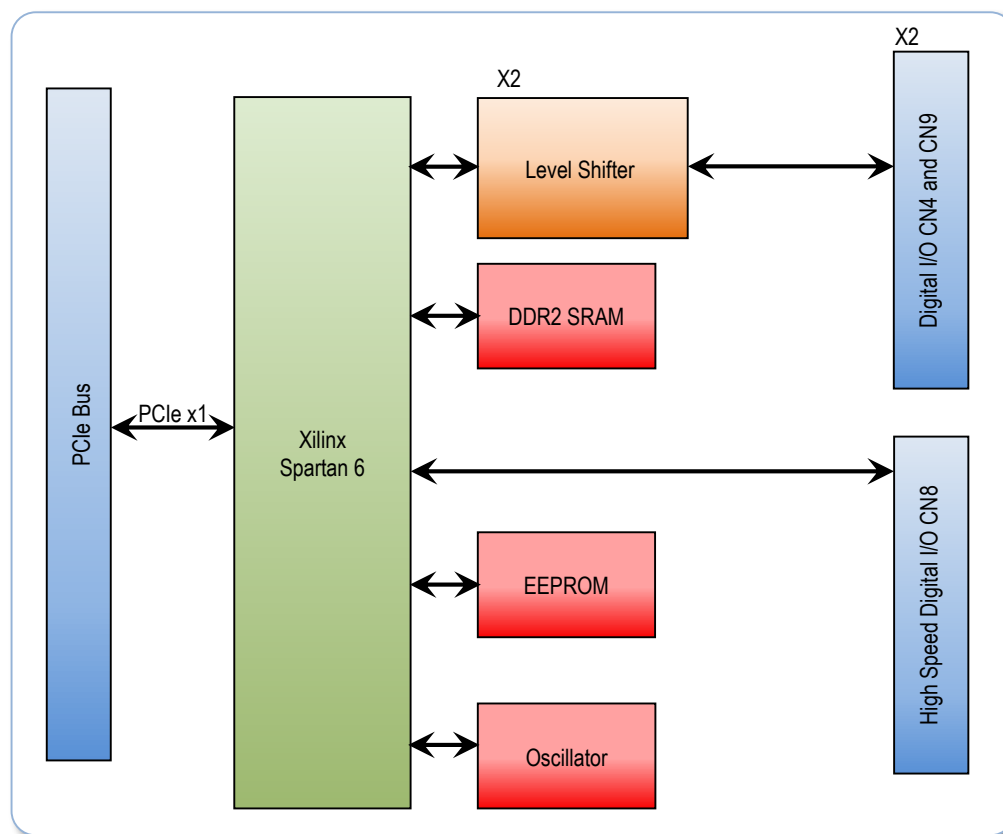 X2
X2
Level Shifter
Digital I/O CN4 and CN9
DDR2 SRAM
PCIe Bus
PCIe x1
Xilinx
Spartan 6
High Speed Digital I/O CN8
EEPROM
Oscillator